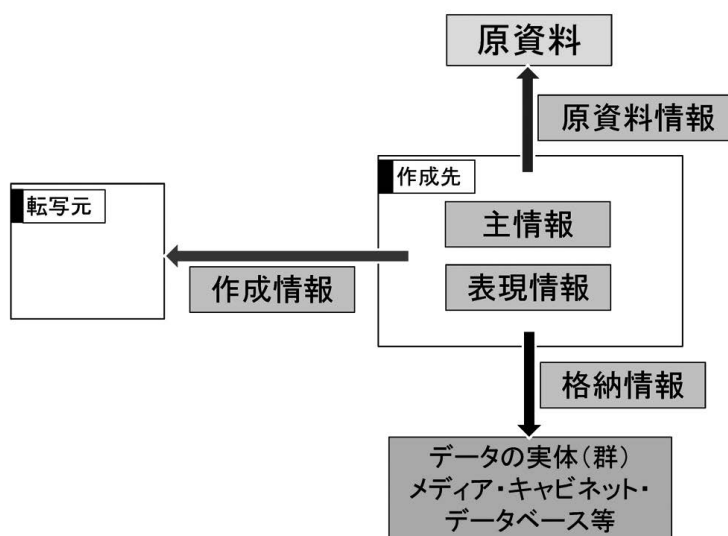 原資料
原資料情報
作成先
転写元
主情報
作成情報
表現情報
格納情報
データの実体(群)
メディア・キャビネット・
データベース等